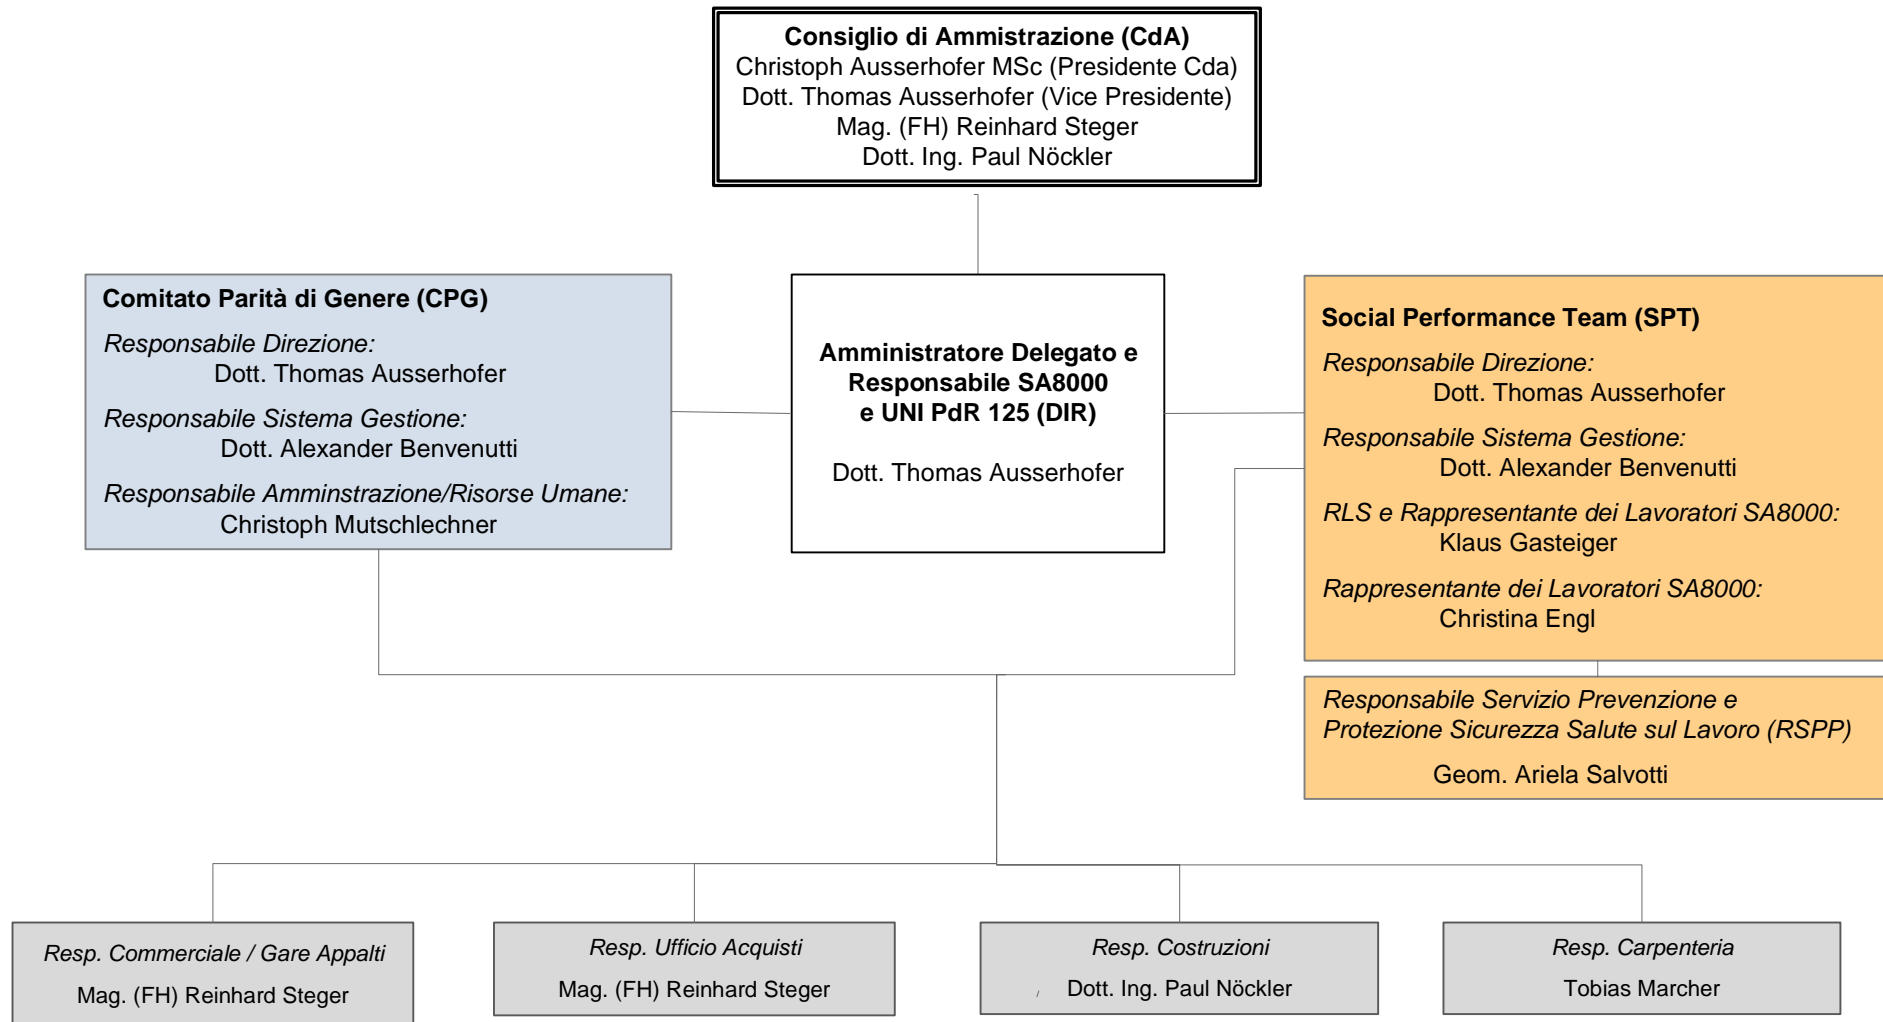 Consiglio di Ammistrazione (CdA)
Christoph Ausserhofer MSc (Presidente Cda)
Dott. Thomas Ausserhofer (Vice Presidente)
Mag. (FH) Reinhard Steger
Dott. Ing. Paul Nöckler
Comitato Parità di Genere (CPG)
Responsabile Direzione:
Dott. Thomas Ausserhofer
Responsabile Sistema Gestione:
Dott. Alexander Benvenutti
Responsabile Amminstrazione/Risorse Umane:
Christoph Mutschlechner
Amministratore Delegato e
Responsabile SA8000
e UNI PdR 125 (DIR)
Dott. Thomas Ausserhofer
Social Performance Team (SPT)
Responsabile Direzione:
Dott. Thomas Ausserhofer
Responsabile Sistema Gestione:
Dott. Alexander Benvenutti
RLS e Rappresentante dei Lavoratori SA8000:
Klaus Gasteiger
Rappresentante dei Lavoratori SA8000:
Christina Engl
Responsabile Servizio Prevenzione e
Protezione Sicurezza Salute sul Lavoro (RSPP)
Geom. Ariela Salvotti
Resp. Commerciale / Gare Appalti
Mag. (FH) Reinhard Steger
Resp. Ufficio Acquisti
Mag. (FH) Reinhard Steger
Resp. Costruzioni
/ Dott. Ing. Paul Nöckler
Resp. Carpenteria
Tobias Marcher